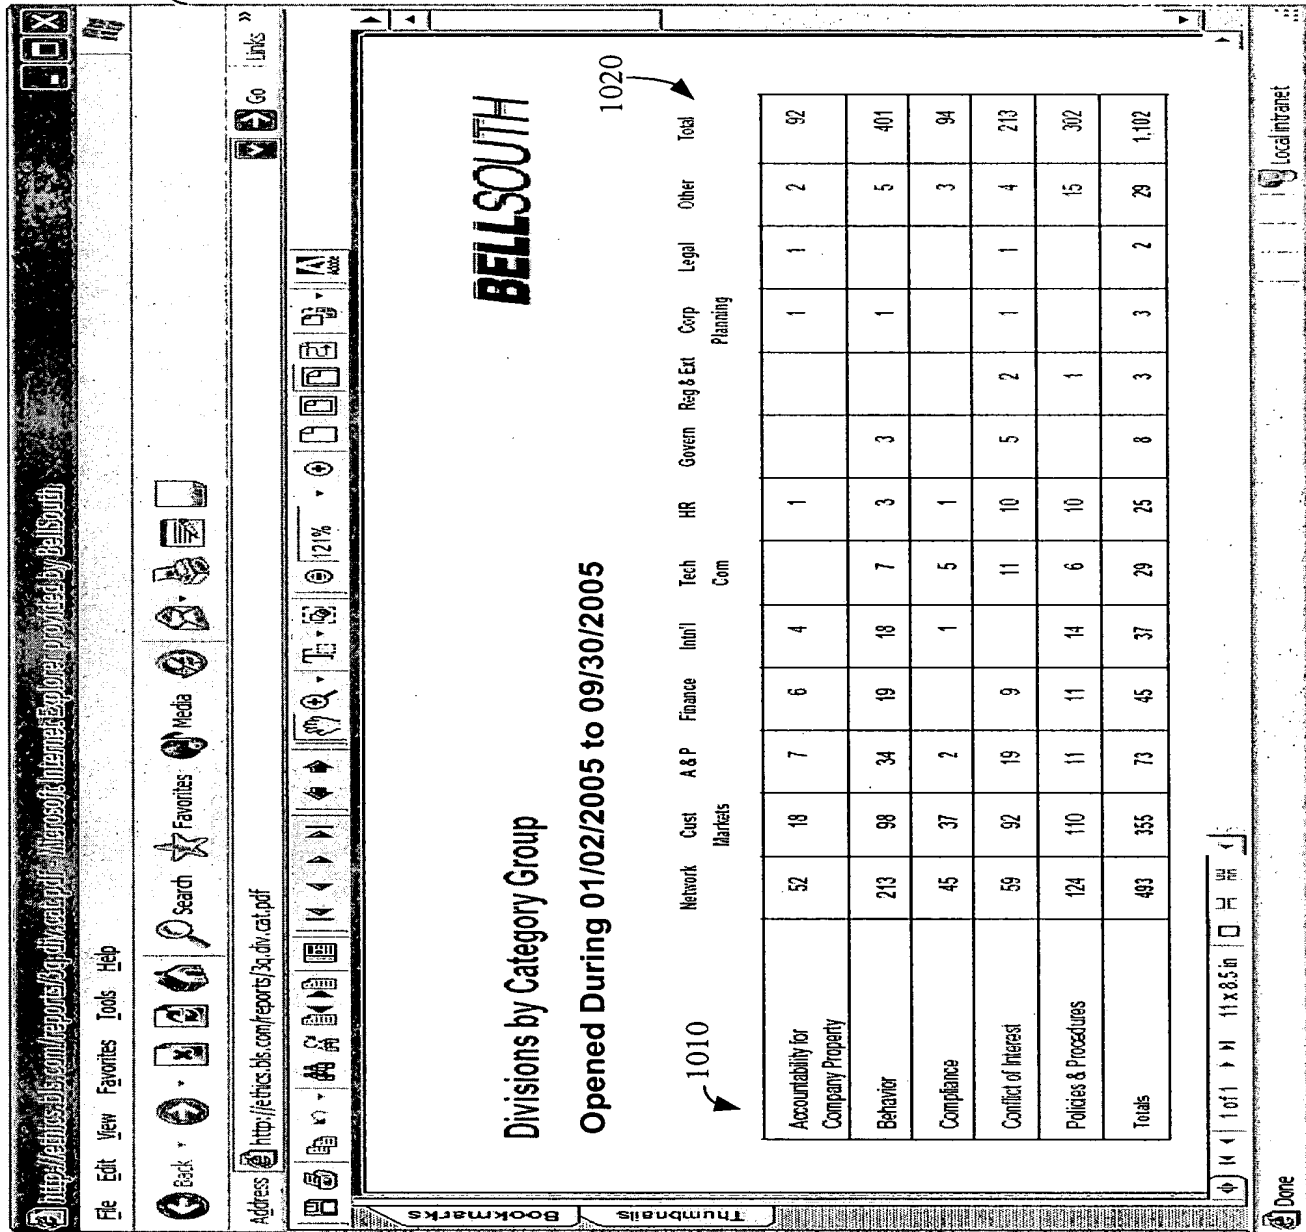 http://ethics.bls.com/reports/3q.div.cat.pdf - Microsoft Internet Explorer provided by BellSouth
File Edit View Favorites Tools Help
Back Search Favorites Media
Address http://ethics.bls.com/reports/3q.div.cat.pdf Go Links »
121% Adobe
Bookmarks
Thumbnails
BELLSOUTH
Divisions by Category Group
Opened During 01/02/2005 to 09/30/2005
1010
1020
Network Cust Markets A & P Finance Intn'l Tech Com HR Govern Reg & Ext Corp Planning Legal Other Total
Accountability for Company Property 52 18 7 6 4 1 1 1 2 92
Behavior 213 98 34 19 18 7 3 3 1 5 401
Compliance 45 37 2 1 5 1 3 94
Conflict of Interest 59 92 19 9 11 10 5 2 1 1 4 213
Policies & Procedures 124 110 11 11 14 6 10 1 15 302
Totals 493 355 73 45 37 29 25 8 3 3 2 29 1,102
1 of 1 11 x 8.5 in
Done Local intranet